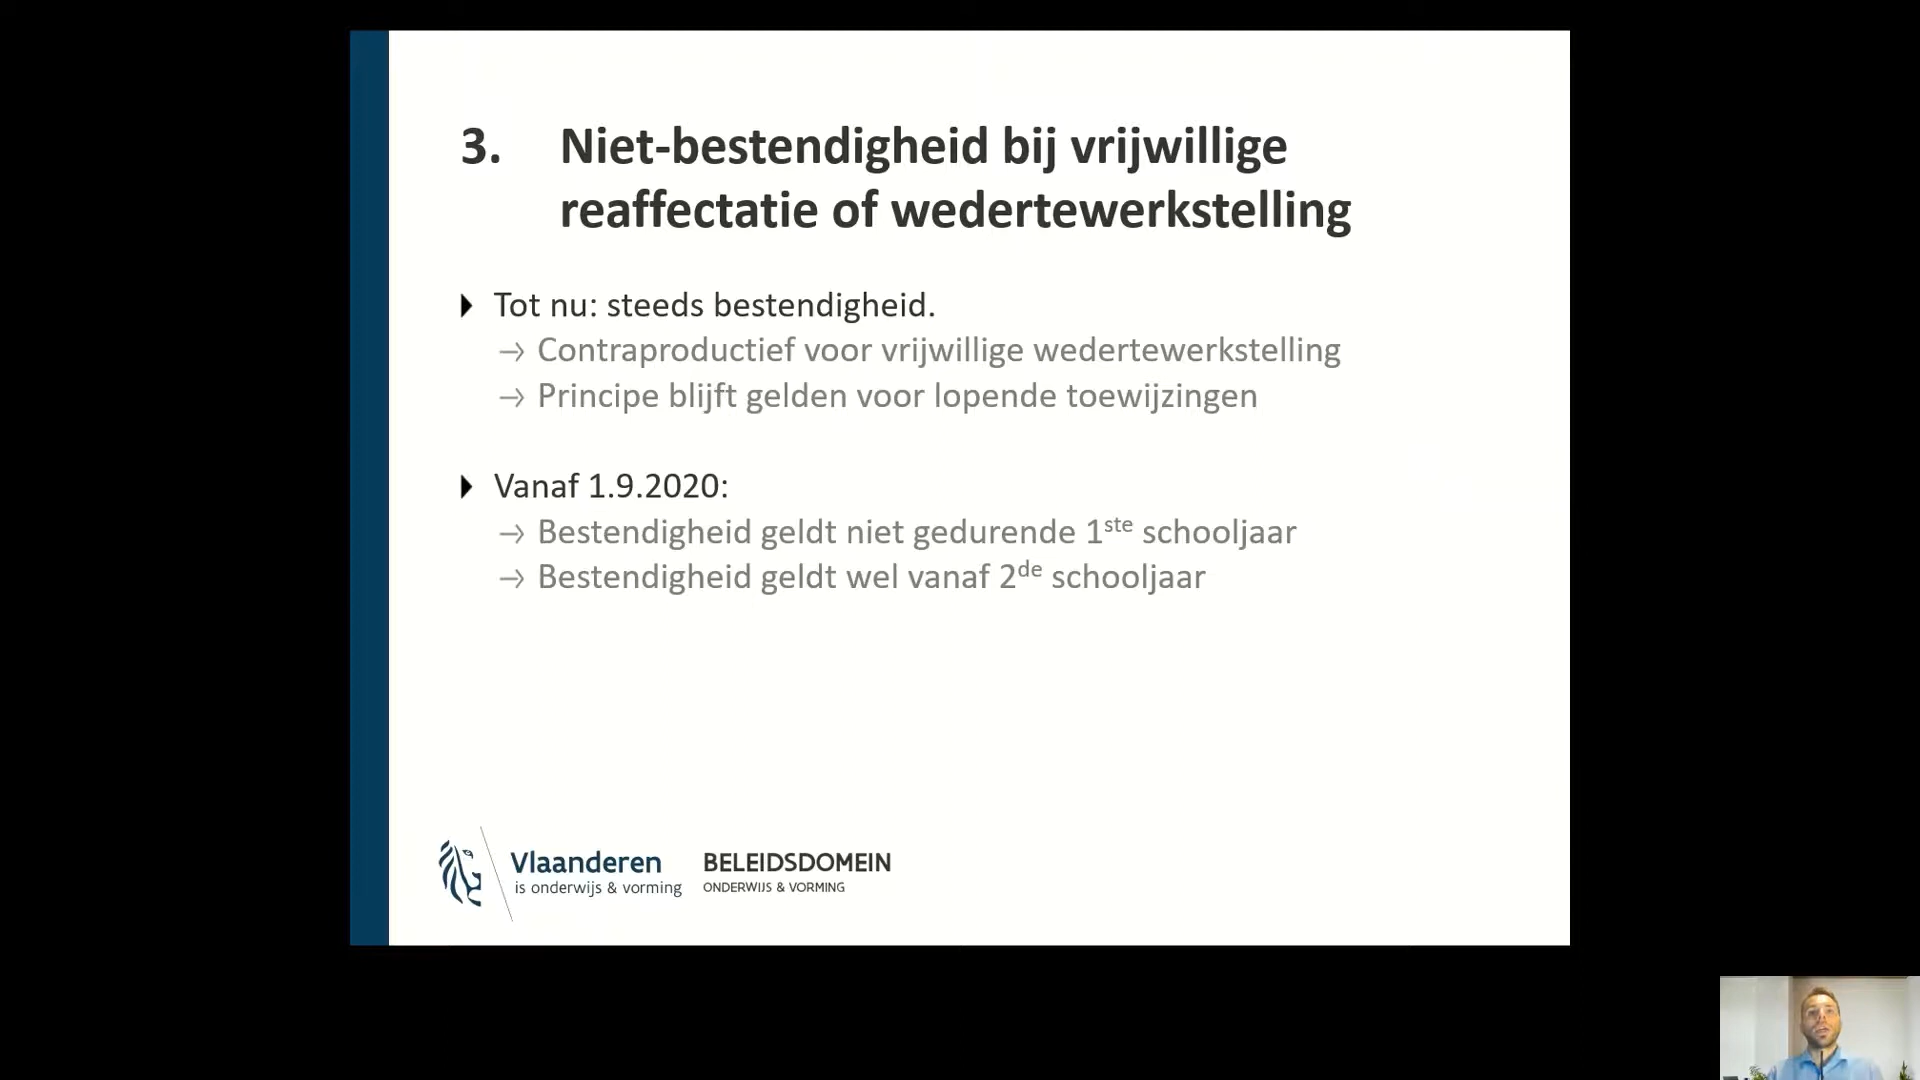 3. Niet-bestendigheid bij vrijwillige
reaffectatie of wedertewerkstelling
Tot nu: steeds bestendigheid.
→ Contraproductief voor vrijwillige wedertewerkstelling
→ Principe blijft gelden voor lopende toewijzingen
Vanaf 1.9.2020:
→ Bestendigheid geldt niet gedurende 1ste schooljaar
→ Bestendigheid geldt wel vanaf 2de schooljaar
Vlaanderen
is onderwijs & vorming
BELEIDSDOMEIN
ONDERWIJS & VORMING